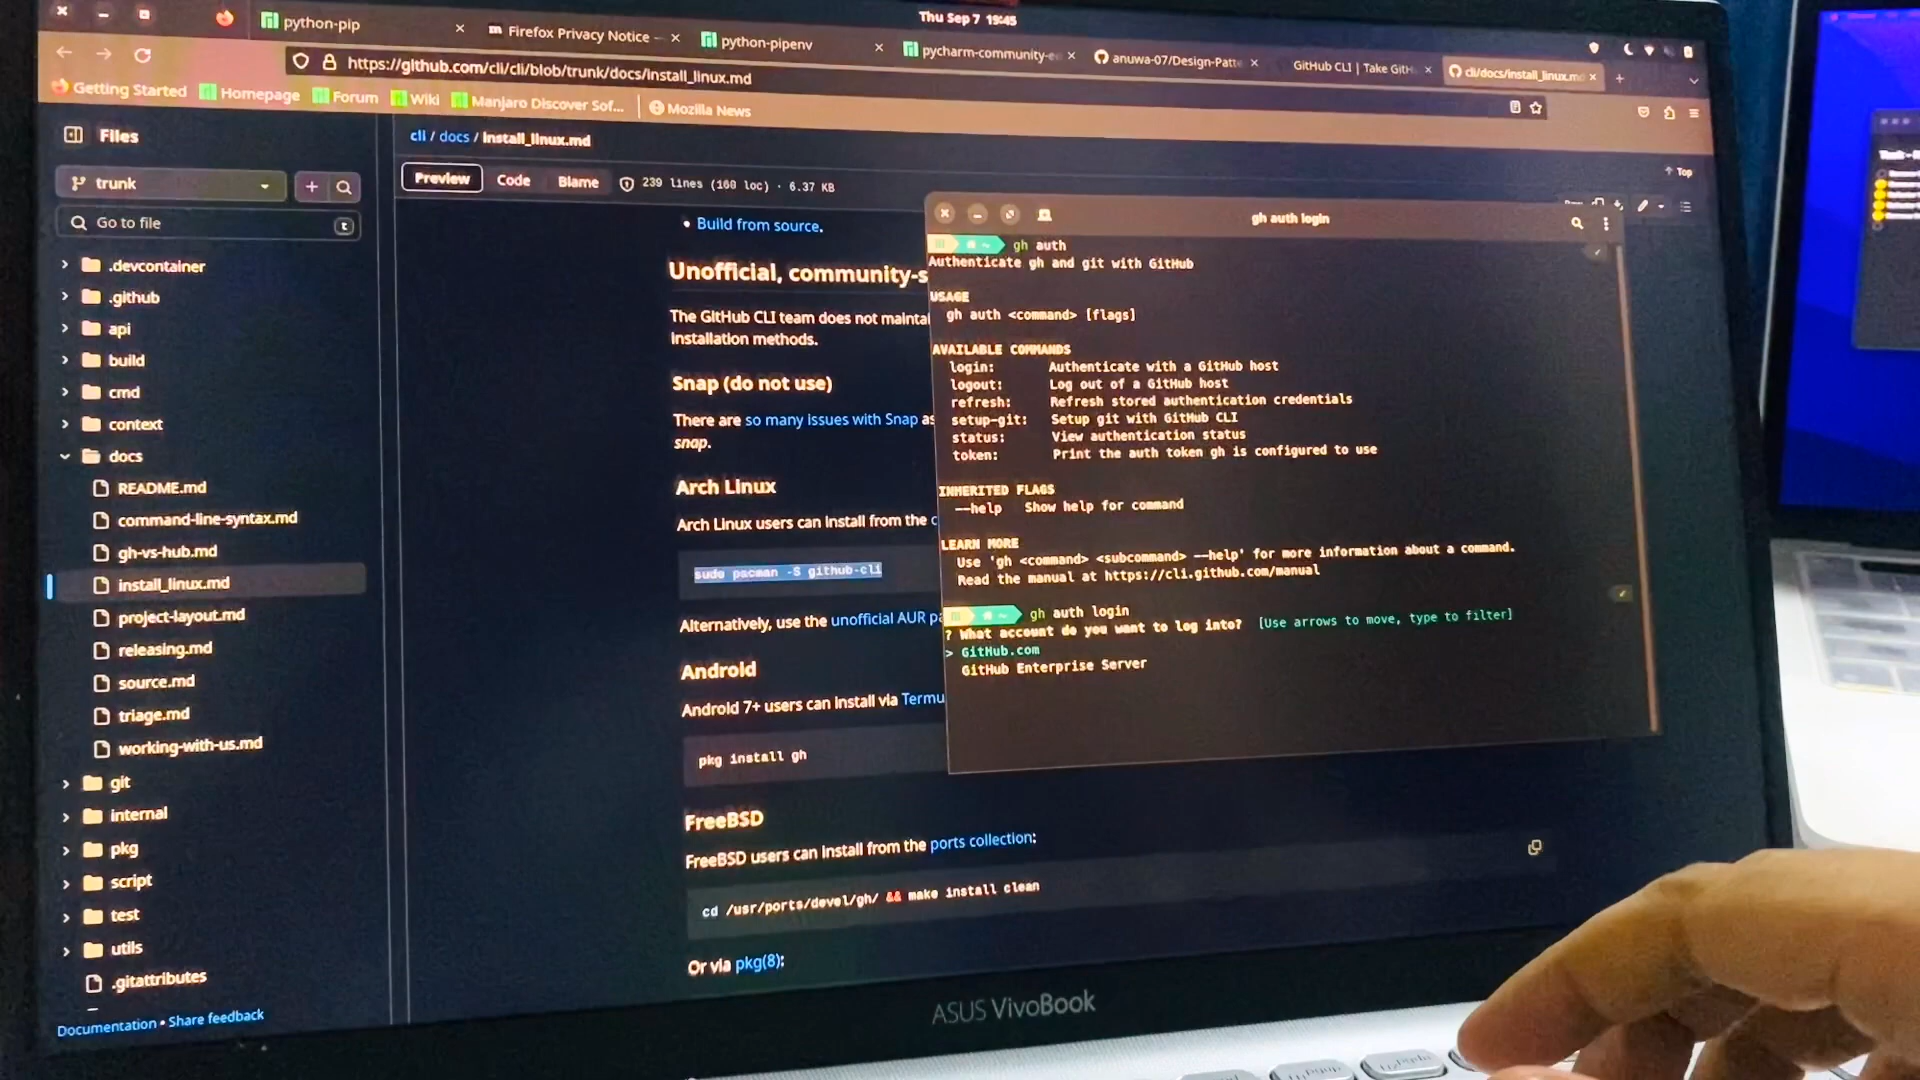 Thu Sep 7 19:45
python-pip
Firefox Privacy Notice —
python-pipenv
pycharm-community-e
anuwa-07/Design-Patte
GitHub CLI | Take GitH
cli/docs/install_linux.m
https://github.com/cli/cli/blob/trunk/docs/install_linux.md
Getting Started
Homepage
Forum
Wiki
Manjaro Discover Sof...
Mozilla News
Files
trunk
Go to file
t
.devcontainer
.github
api
build
cmd
context
docs
README.md
command-line-syntax.md
gh-vs-hub.md
install_linux.md
project-layout.md
releasing.md
source.md
triage.md
working-with-us.md
git
internal
pkg
script
test
utils
.gitattributes
Documentation • Share feedback
cli / docs / install_linux.md
Top
Preview Code Blame 239 lines (160 loc) · 6.37 KB
• Build from source.
Unofficial, community-s
The GitHub CLI team does not mainta
installation methods.
Snap (do not use)
There are so many issues with Snap as
snap.
Arch Linux
Arch Linux users can install from the c
sudo pacman -S github-cli
Alternatively, use the unofficial AUR pa
Android
Android 7+ users can install via Termu
pkg install gh
FreeBSD
FreeBSD users can install from the ports collection:
cd /usr/ports/devel/gh/ && make install clean
Or via pkg(8):
gh auth login
~ gh auth
Authenticate gh and git with GitHub
USAGE
gh auth <command> [flags]
AVAILABLE COMMANDS
login: Authenticate with a GitHub host
logout: Log out of a GitHub host
refresh: Refresh stored authentication credentials
setup-git: Setup git with GitHub CLI
status: View authentication status
token: Print the auth token gh is configured to use
INHERITED FLAGS
--help Show help for command
LEARN MORE
Use 'gh <command> <subcommand> --help' for more information about a command.
Read the manual at https://cli.github.com/manual
~ gh auth login
? What account do you want to log into? [Use arrows to move, type to filter]
> GitHub.com
GitHub Enterprise Server
ASUS VivoBook